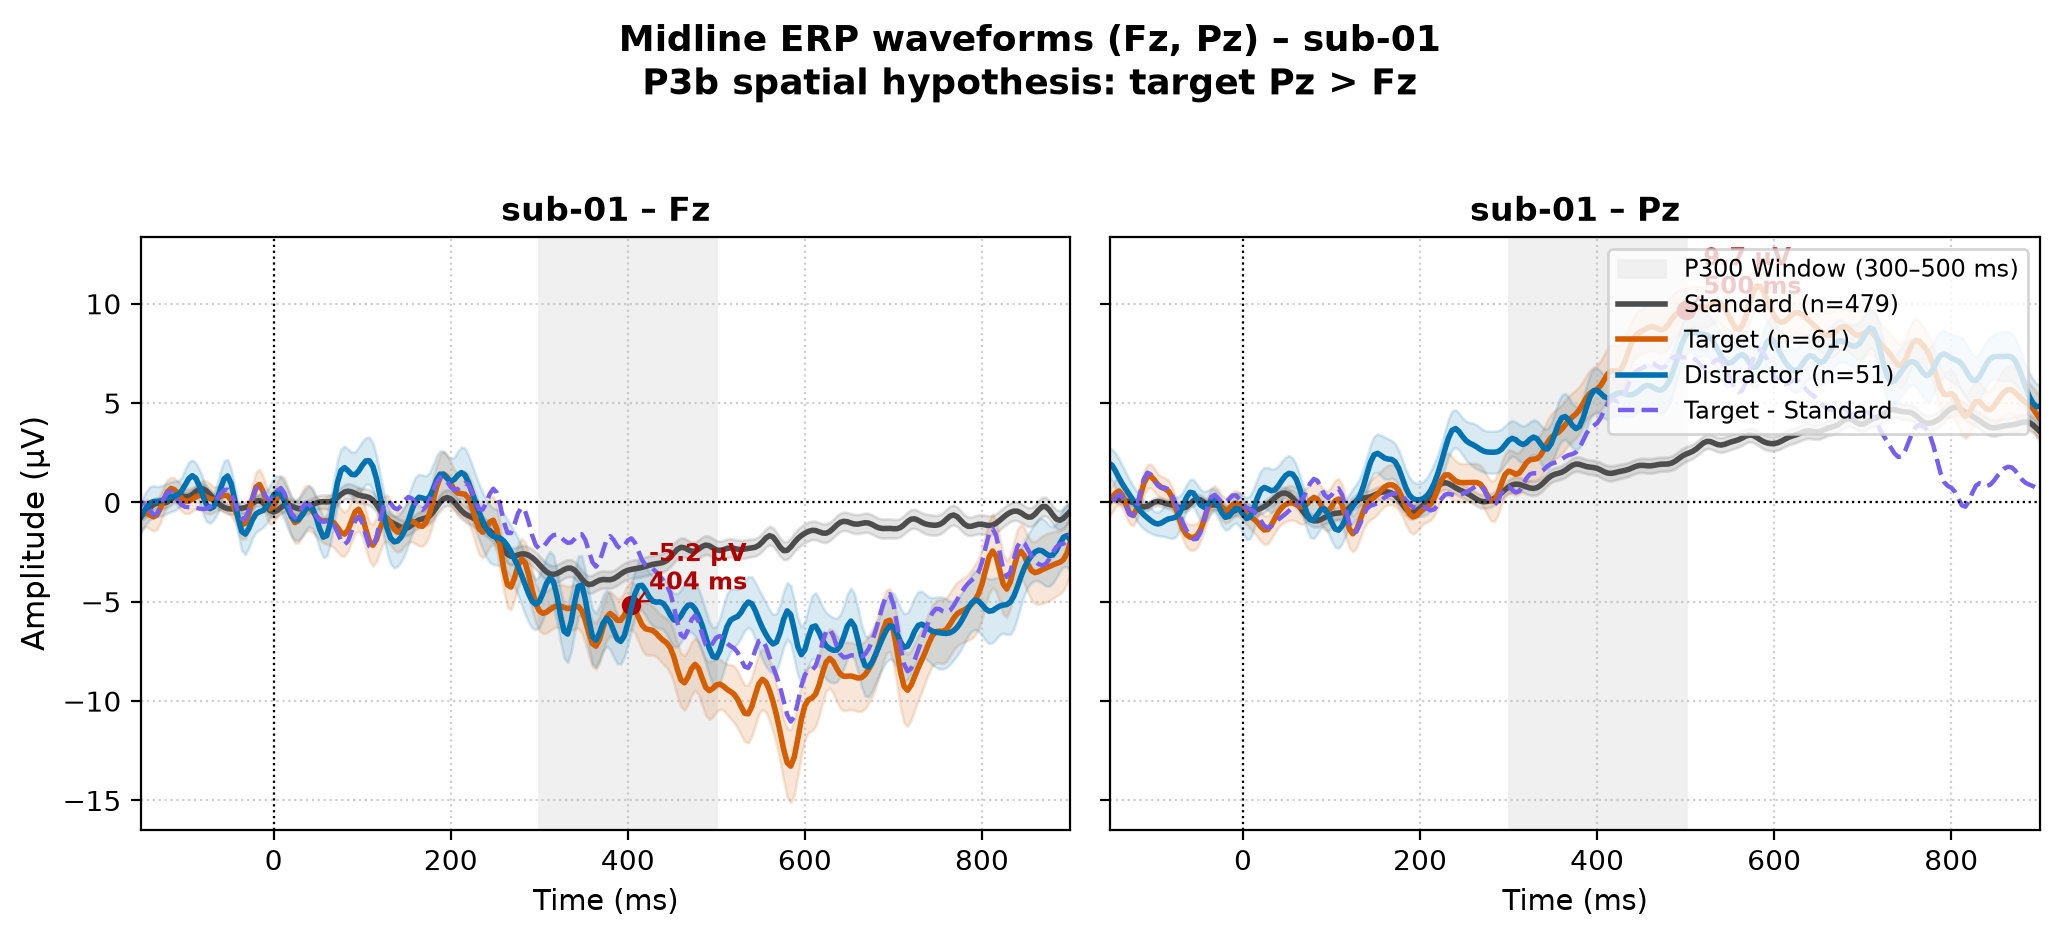 Midline ERP waveforms (Fz, Pz) – sub-01
P3b spatial hypothesis: target Pz > Fz
sub-01 – Fz
Amplitude (µV)
10
5
0
−5
−10
−15
-5.2 µV
404 ms
0
200
400
600
800
Time (ms)
sub-01 – Pz
9.7 µV
500 ms
P300 Window (300–500 ms)
Standard (n=479)
Target (n=61)
Distractor (n=51)
Target - Standard
0
200
400
600
800
Time (ms)